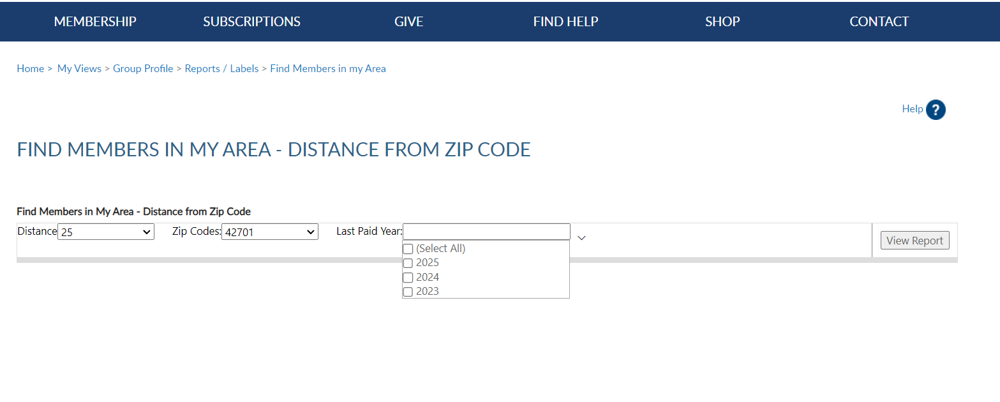 MEMBERSHIP SUBSCRIPTIONS GIVE FIND HELP SHOP CONTACT
Home > My Views > Group Profile > Reports / Labels > Find Members in my Area
Help ?
FIND MEMBERS IN MY AREA - DISTANCE FROM ZIP CODE
Find Members in My Area - Distance from Zip Code
Distance 25 Zip Codes: 42701 Last Paid Year:
View Report
(Select All)
2025
2024
2023